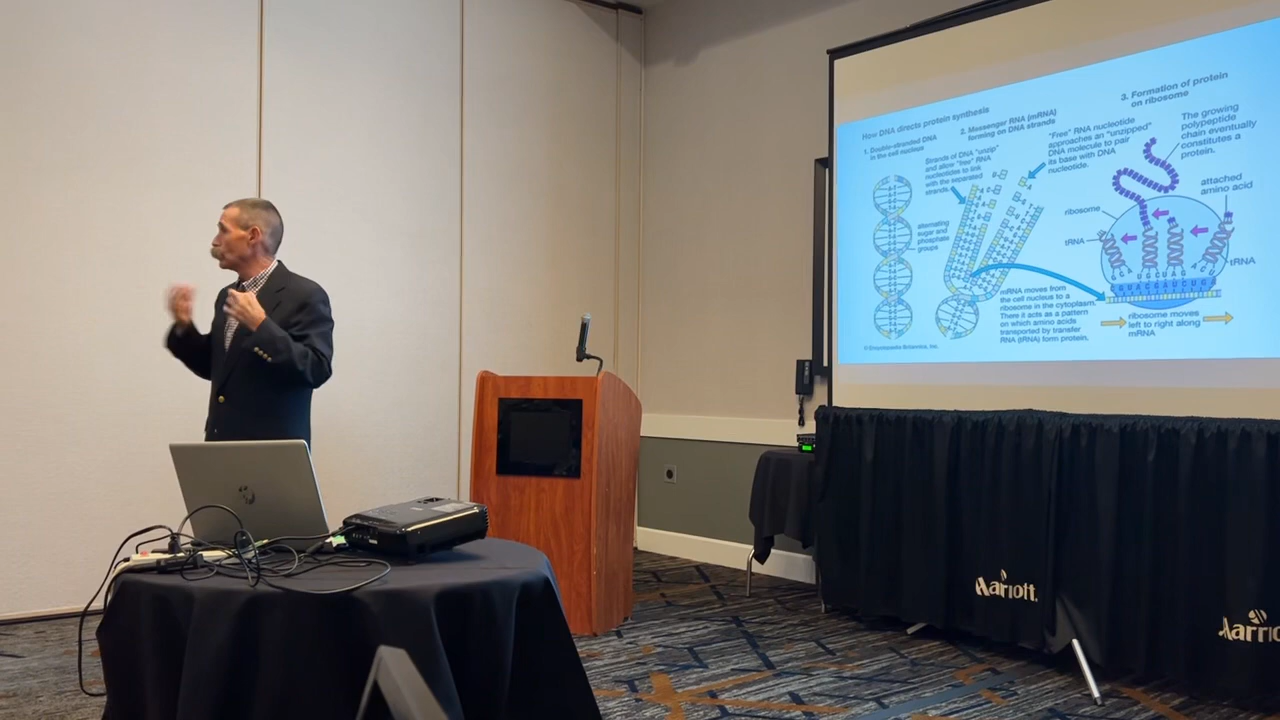 How DNA directs protein synthesis
1. Double-stranded DNA
in the cell nucleus
2. Messenger RNA (mRNA)
forming on DNA strands
3. Formation of protein
on ribosome
Strands of DNA "unzip"
and allow "free" RNA
nucleotides to link
with the separated
strands.
"Free" RNA nucleotide
approaches an "unzipped"
DNA molecule to pair
its base with DNA
nucleotide.
The growing
polypeptide
chain eventually
constitutes a
protein.
attached
amino acid
alternating
sugar and
phosphate
groups
ribosome
tRNA
tRNA
mRNA moves from
the cell nucleus to a
ribosome in the cytoplasm.
There it acts as a pattern
on which amino acids
transported by transfer
RNA (tRNA) form protein.
ribosome moves
left to right along
mRNA
© Encyclopædia Britannica, Inc.
Marriott.